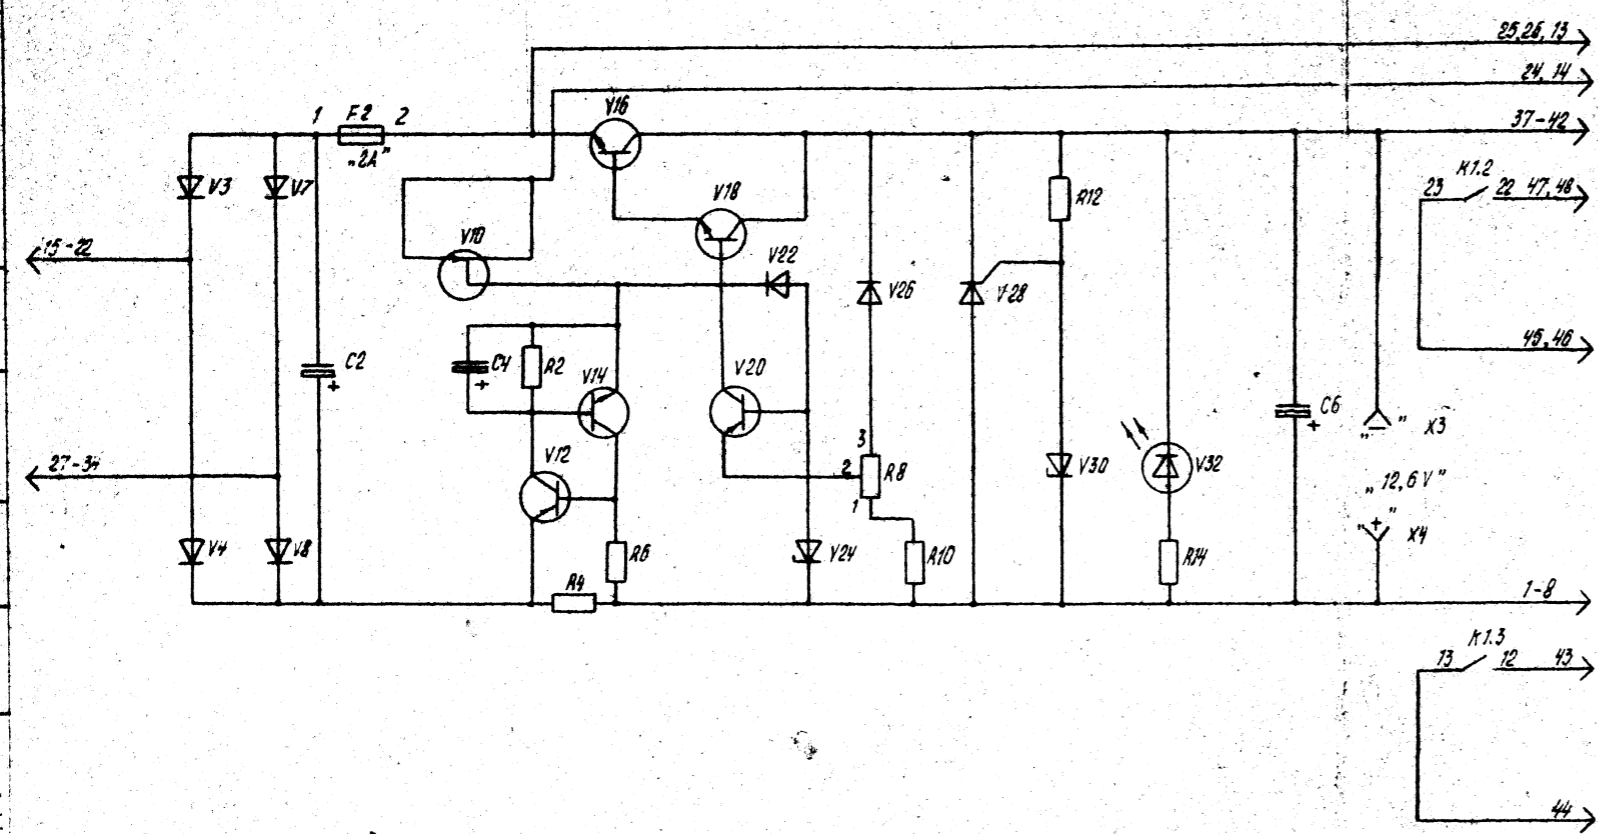 25,26,13
24,14
1 F2 2
V16
37-42
„2A"
K1.2
V3
V7
V18
R12
23
22 47,48
15-22
V10
V22
V26
V28
45,46
C2
C4
R2
V14
V20
C6
„-"
X3
3
27-34
V12
2
R8
V30
V32
„12,6 V"
1
„+"
X4
V4
V8
R6
V24
R10
R14
R4
1-8
K1.3
13
12
43
44